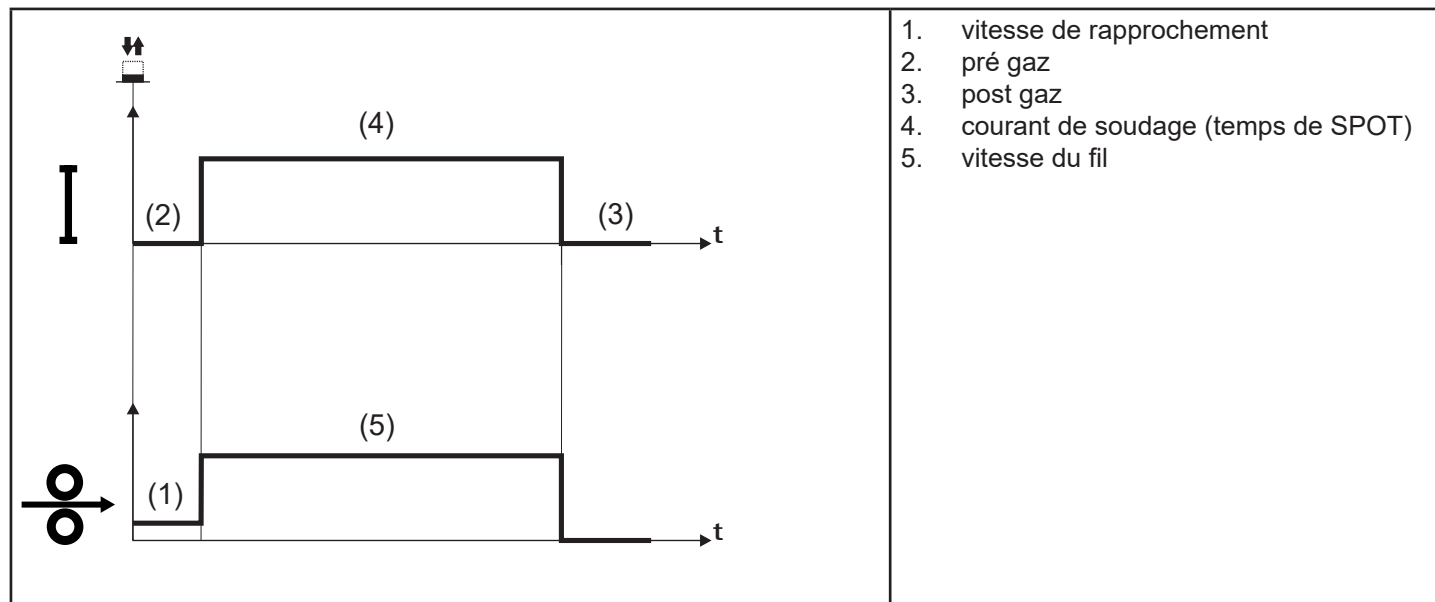 (4)
I
(2)
(3)
t
(5)
(1)
t
1. vitesse de rapprochement
2. pré gaz
3. post gaz
4. courant de soudage (temps de SPOT)
5. vitesse du fil